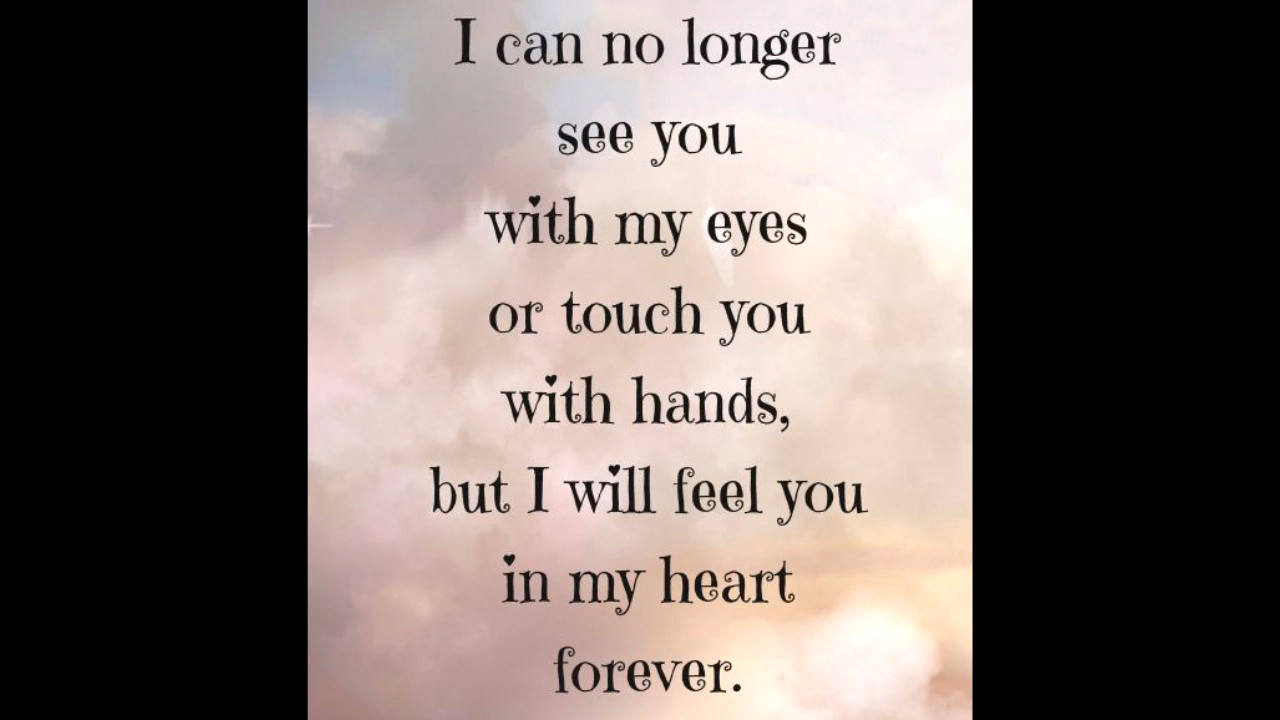 I can no longer
see you
with my eyes
or touch you
with hands,
but I will feel you
in my heart
forever.